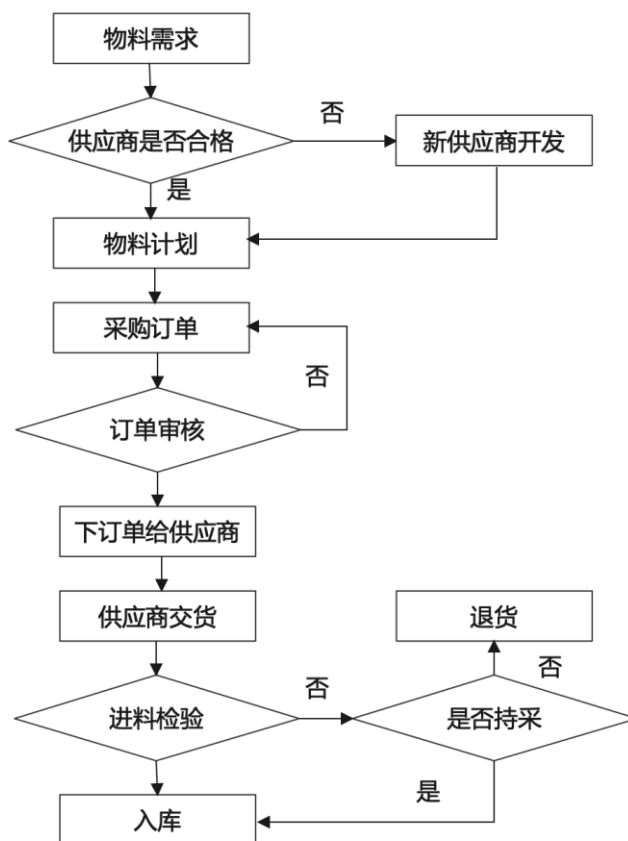 物料需求
供应商是否合格
否
新供应商开发
是
物料计划
采购订单
否
订单审核
下订单给供应商
供应商交货
退货
否
否
进料检验
是否持采
是
入库